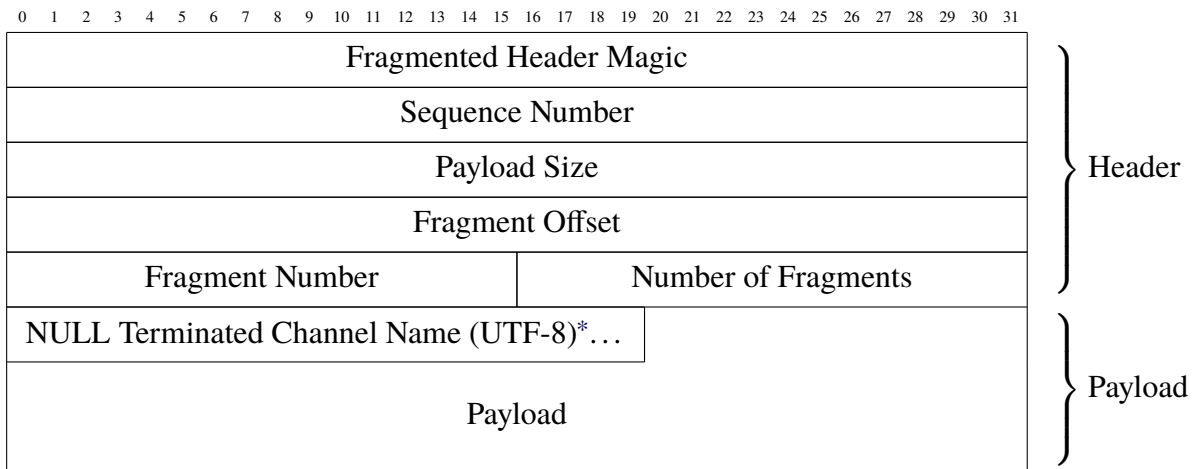 0 1 2 3 4 5 6 7 8 9 10 11 12 13 14 15 16 17 18 19 20 21 22 23 24 25 26 27 28 29 30 31
Fragmented Header Magic
Sequence Number
Payload Size
Header
Fragment Offset
Fragment Number Number of Fragments
NULL Terminated Channel Name (UTF-8)*...
Payload
Payload